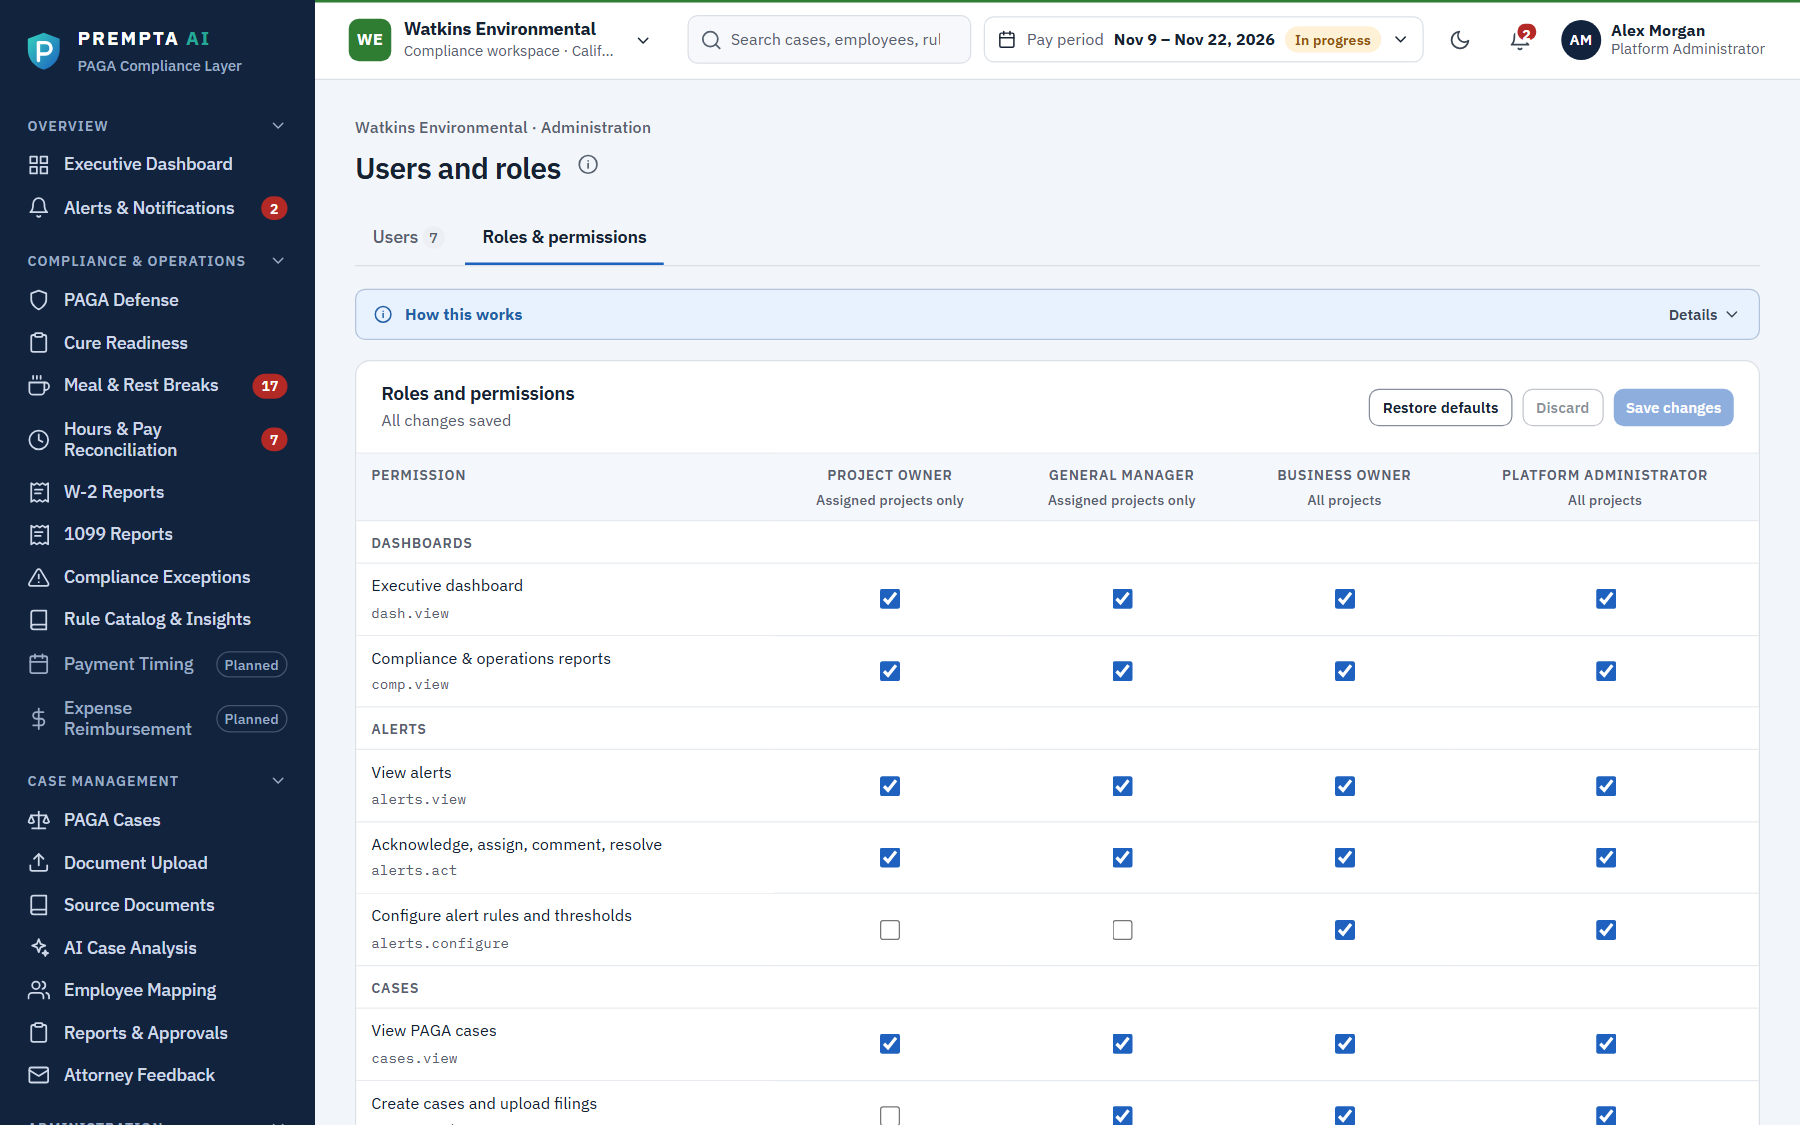 PREMPTA AI
PAGA Compliance Layer
OVERVIEW
Executive Dashboard
Alerts & Notifications 2
COMPLIANCE & OPERATIONS
PAGA Defense
Cure Readiness
Meal & Rest Breaks 17
Hours & Pay
Reconciliation 7
W-2 Reports
1099 Reports
Compliance Exceptions
Rule Catalog & Insights
Payment Timing Planned
Expense
Reimbursement Planned
CASE MANAGEMENT
PAGA Cases
Document Upload
Source Documents
AI Case Analysis
Employee Mapping
Reports & Approvals
Attorney Feedback
ADMINISTRATION
WE
Watkins Environmental
Compliance workspace · Calif...
Search cases, employees, rul
Pay period Nov 9 – Nov 22, 2026 In progress
2
AM
Alex Morgan
Platform Administrator
Watkins Environmental · Administration
Users and roles
Users 7
Roles & permissions
How this works
Details
Roles and permissions
All changes saved
Restore defaults
Discard
Save changes
PERMISSION
PROJECT OWNER
Assigned projects only
GENERAL MANAGER
Assigned projects only
BUSINESS OWNER
All projects
PLATFORM ADMINISTRATOR
All projects
DASHBOARDS
Executive dashboard
dash.view
Compliance & operations reports
comp.view
ALERTS
View alerts
alerts.view
Acknowledge, assign, comment, resolve
alerts.act
Configure alert rules and thresholds
alerts.configure
CASES
View PAGA cases
cases.view
Create cases and upload filings